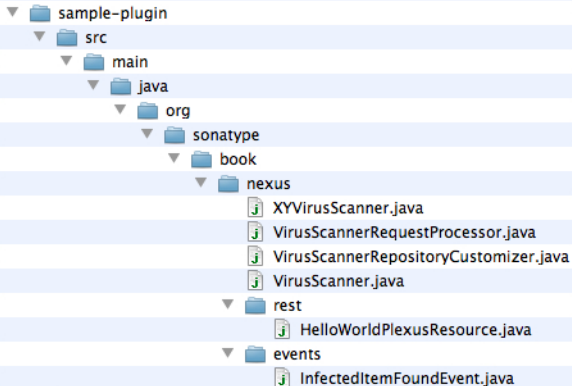 sample-plugin
src
main
java
org
sonatype
book
nexus
XYVirusScanner.java
VirusScannerRequestProcessor.java
VirusScannerRepositoryCustomizer.java
VirusScanner.java
rest
HelloWorldPlexusResource.java
events
InfectedItemFoundEvent.java